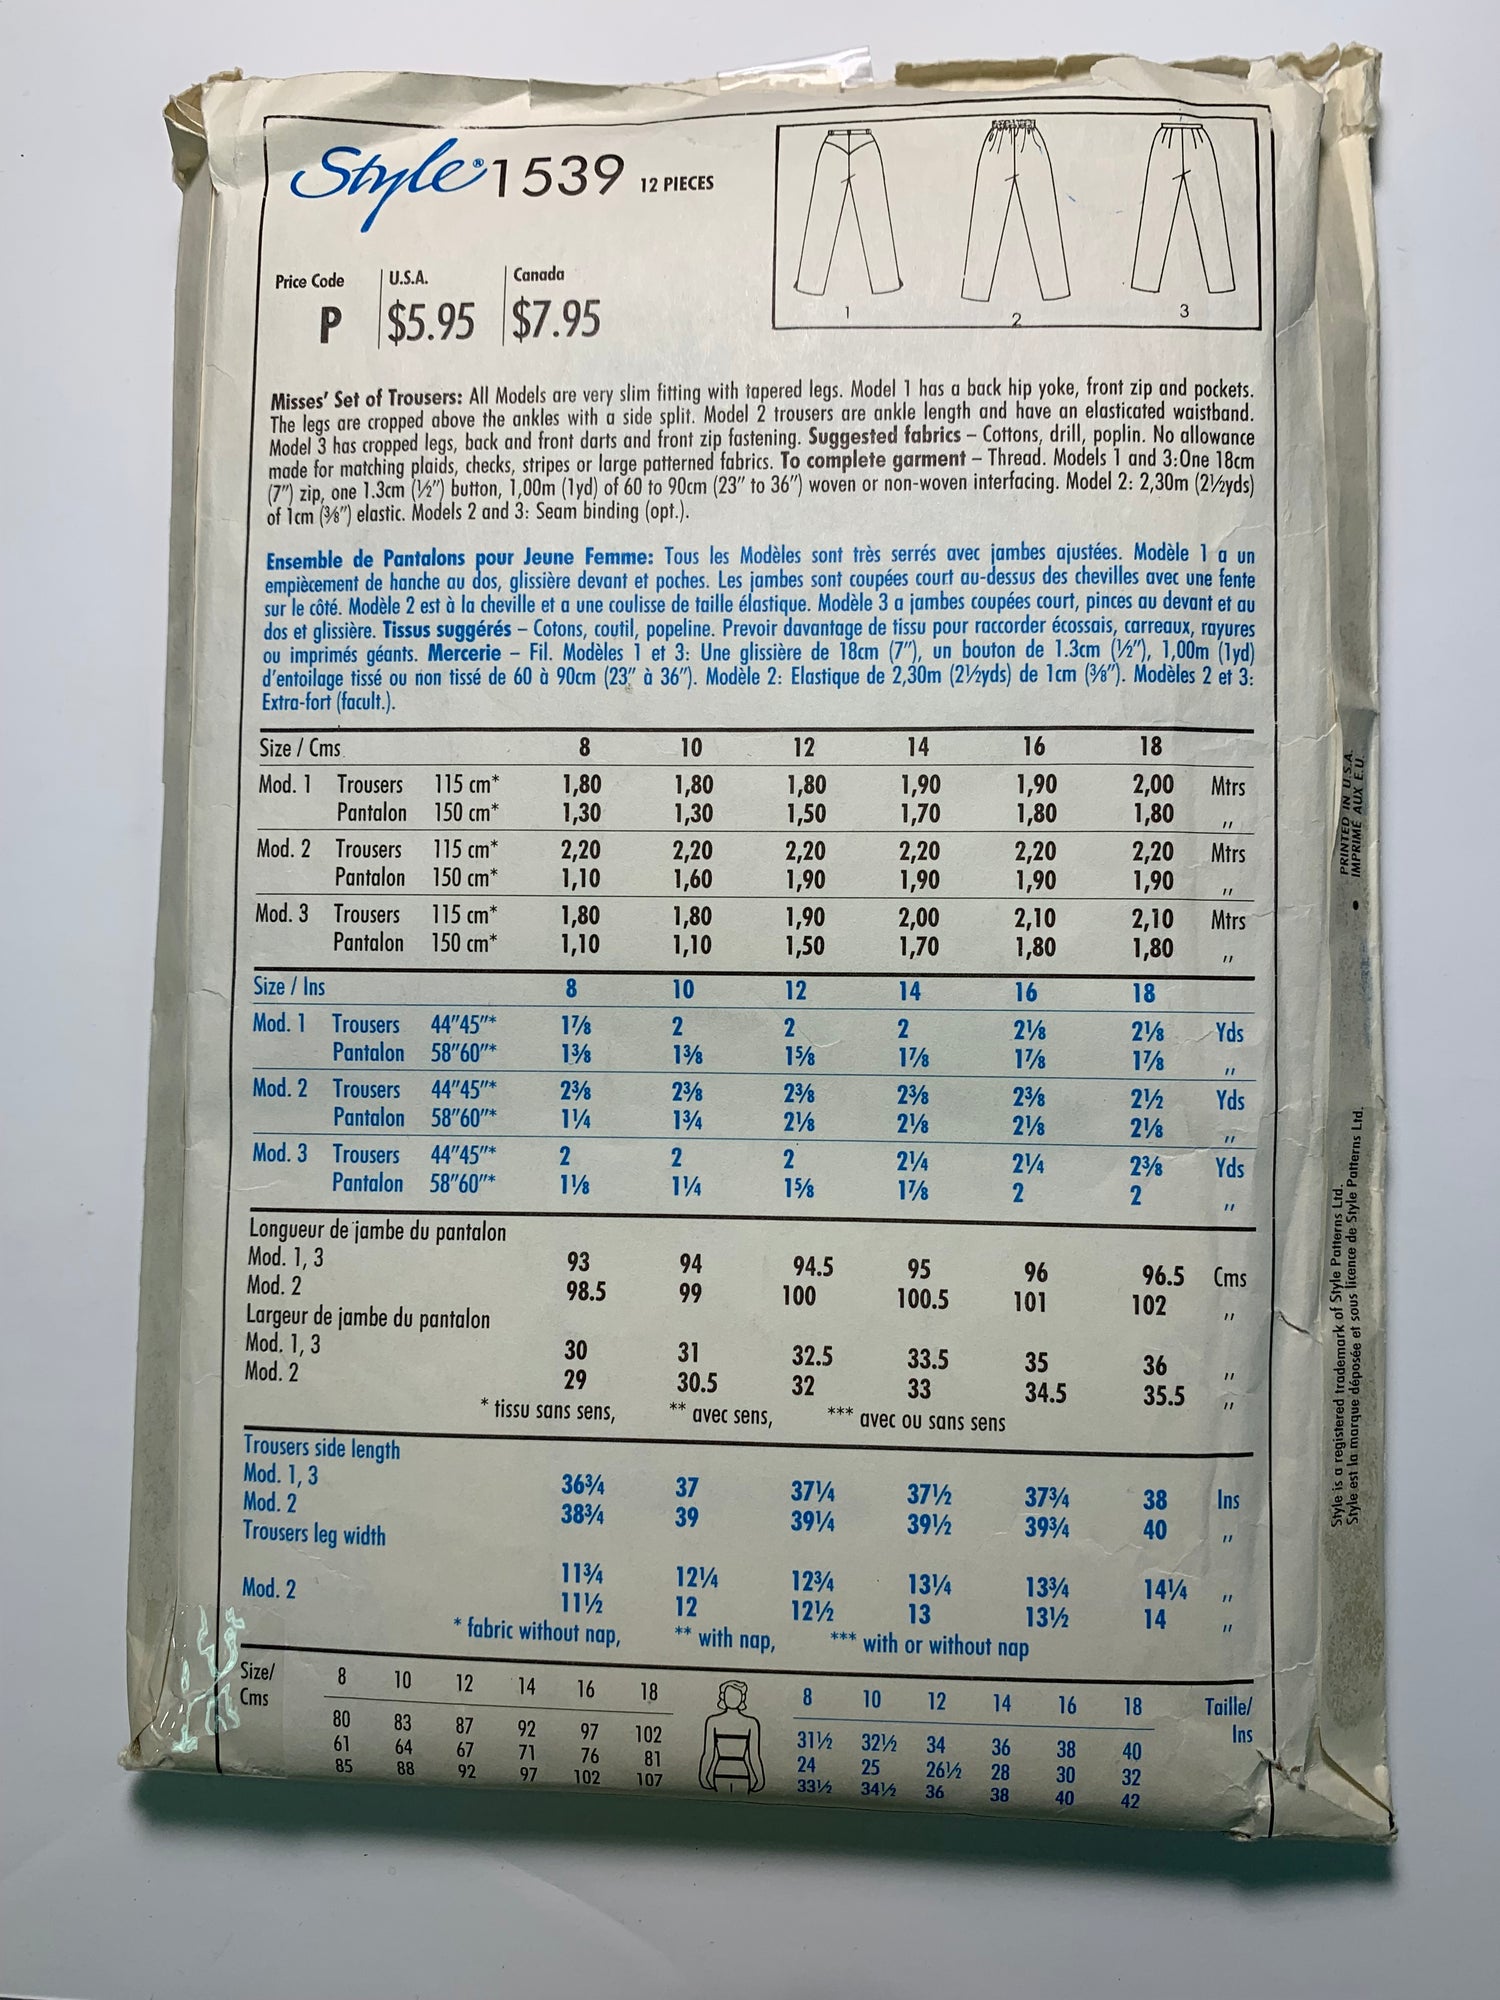 Style® 1539 12 PIECES
Price Code U.S.A. Canada
P $5.95 $7.95
1 2 3
Misses' Set of Trousers: All Models are very slim fitting with tapered legs. Model 1 has a back hip yoke, front zip and pockets.
The legs are cropped above the ankles with a side split. Model 2 trousers are ankle length and have an elasticated waistband.
Model 3 has cropped legs, back and front darts and front zip fastening. Suggested fabrics – Cottons, drill, poplin. No allowance
made for matching plaids, checks, stripes or large patterned fabrics. To complete garment – Thread. Models 1 and 3:One 18cm
(7") zip, one 1.3cm (½") button, 1,00m (1yd) of 60 to 90cm (23" to 36") woven or non-woven interfacing. Model 2: 2,30m (2½yds)
of 1cm (⅜") elastic. Models 2 and 3: Seam binding (opt.).
Ensemble de Pantalons pour Jeune Femme: Tous les Modèles sont très serrés avec jambes ajustées. Modèle 1 a un
empiècement de hanche au dos, glissière devant et poches. Les jambes sont coupées court au-dessus des chevilles avec une fente
sur le côté. Modèle 2 est à la cheville et a une coulisse de taille élastique. Modèle 3 a jambes coupées court, pinces au devant et au
dos et glissière. Tissus suggérés – Cotons, coutil, popeline. Prevoir davantage de tissu pour raccorder écossais, carreaux, rayures
ou imprimés géants. Mercerie – Fil. Modèles 1 et 3: Une glissière de 18cm (7"), un bouton de 1.3cm (½"), 1,00m (1yd)
d'entoilage tissé ou non tissé de 60 à 90cm (23" à 36"). Modèle 2: Elastique de 2,30m (2½yds) de 1cm (⅜"). Modèles 2 et 3:
Extra-fort (facult.).
Size / Cms 8 10 12 14 16 18
Mod. 1 Trousers 115 cm* 1,80 1,80 1,80 1,90 1,90 2,00 Mtrs
Pantalon 150 cm* 1,30 1,30 1,50 1,70 1,80 1,80 "
Mod. 2 Trousers 115 cm* 2,20 2,20 2,20 2,20 2,20 2,20 Mtrs
Pantalon 150 cm* 1,10 1,60 1,90 1,90 1,90 1,90 "
Mod. 3 Trousers 115 cm* 1,80 1,80 1,90 2,00 2,10 2,10 Mtrs
Pantalon 150 cm* 1,10 1,10 1,50 1,70 1,80 1,80 "
Size / Ins 8 10 12 14 16 18
Mod. 1 Trousers 44"45"* 1⅞ 2 2 2 2⅛ 2⅛ Yds
Pantalon 58"60"* 1⅜ 1⅜ 1⅝ 1⅞ 1⅞ 1⅞ "
Mod. 2 Trousers 44"45"* 2⅜ 2⅜ 2⅜ 2⅜ 2⅜ 2½ Yds
Pantalon 58"60"* 1¼ 1¾ 2⅛ 2⅛ 2⅛ 2⅛ "
Mod. 3 Trousers 44"45"* 2 2 2 2¼ 2¼ 2⅜ Yds
Pantalon 58"60"* 1⅛ 1¼ 1⅝ 1⅞ 2 2 "
Longueur de jambe du pantalon
Mod. 1, 3 93 94 94.5 95 96 96.5 Cms
Mod. 2 98.5 99 100 100.5 101 102 "
Largeur de jambe du pantalon
Mod. 1, 3 30 31 32.5 33.5 35 36 "
Mod. 2 29 30.5 32 33 34.5 35.5 "
* tissu sans sens, ** avec sens, *** avec ou sans sens
Trousers side length
Mod. 1, 3 36¾ 37 37¼ 37½ 37¾ 38 Ins
Mod. 2 38¾ 39 39¼ 39½ 39¾ 40 "
Trousers leg width
11¾ 12¼ 12¾ 13¼ 13¾ 14¼ "
Mod. 2 11½ 12 12½ 13 13½ 14 "
* fabric without nap, ** with nap, *** with or without nap
Size/ Cms 8 10 12 14 16 18
80 83 87 92 97 102
61 64 67 71 76 81
85 88 92 97 102 107
8 10 12 14 16 18 Taille/ Ins
31½ 32½ 34 36 38 40
24 25 26½ 28 30 32
33½ 34½ 36 38 40 42
Style is a registered trademark of Style Patterns Ltd. • PRINTED IN U.S.A.
Style est la marque déposée et sous licence de Style Patterns Ltd. IMPRIMÉ AUX E.U.